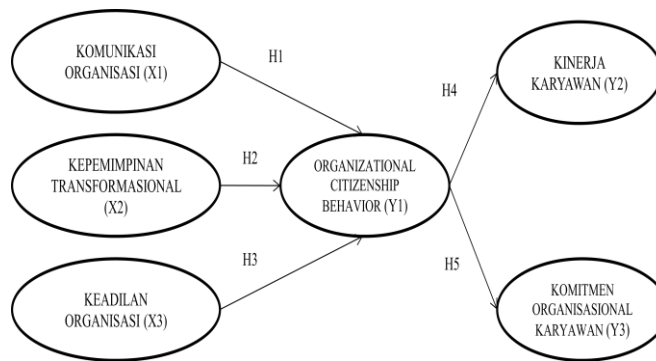 KOMUNIKASI
ORGANISASI (X1)
H1
KINERJA
KARYAWAN (Y2)
H4
KEPEMIMPINAN
TRANSFORMASIONAL
(X2)
H2
ORGANIZATIONAL
CITIZENSHIP
BEHAVIOR (Y1)
H3
H5
KEADILAN
ORGANISASI (X3)
KOMITMEN
ORGANISASIONAL
KARYAWAN (Y3)